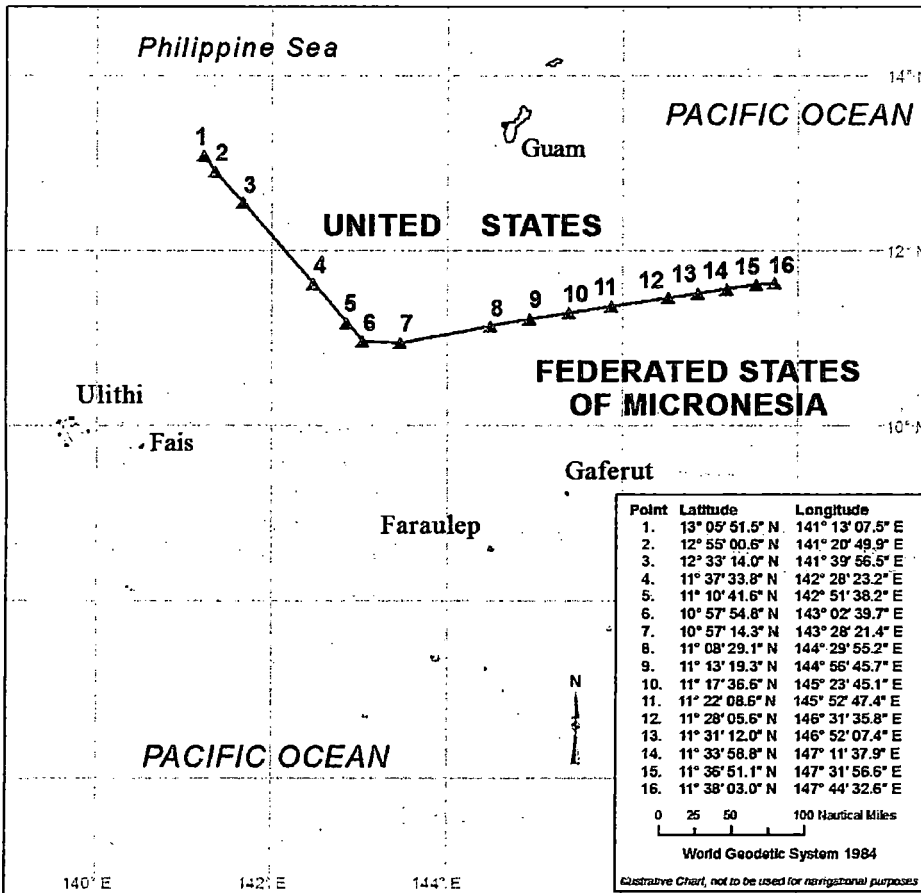 Philippine Sea
14° N
PACIFIC OCEAN
Guam
1
2
3
UNITED STATES
12° N
4
5
6
7
8
9
10
11
12
13
14
15
16
FEDERATED STATES
OF MICRONESIA
Ulithi
10° N
Fais
Gaferut
Faraulep
Point Latitude Longitude
1. 13° 05' 51.5" N 141° 13' 07.5" E
2. 12° 55' 00.6" N 141° 20' 49.9" E
3. 12° 33' 14.0" N 141° 39' 56.5" E
4. 11° 37' 33.8" N 142° 28' 23.2" E
5. 11° 10' 41.6" N 142° 51' 38.2" E
6. 10° 57' 54.8" N 143° 02' 39.7" E
7. 10° 57' 14.3" N 143° 28' 21.4" E
8. 11° 08' 29.1" N 144° 29' 55.2" E
9. 11° 13' 19.3" N 144° 56' 45.7" E
10. 11° 17' 36.6" N 145° 23' 45.1" E
11. 11° 22' 08.6" N 145° 52' 47.4" E
12. 11° 28' 05.6" N 146° 31' 35.8" E
13. 11° 31' 12.0" N 146° 52' 07.4" E
14. 11° 33' 58.8" N 147° 11' 37.9" E
15. 11° 36' 51.1" N 147° 31' 56.6" E
16. 11° 38' 03.0" N 147° 44' 32.6" E
N
PACIFIC OCEAN
0 25 50 100 Nautical Miles
World Geodetic System 1984
Illustrative Chart, not to be used for navigational purposes
140° E
142° E
144° E